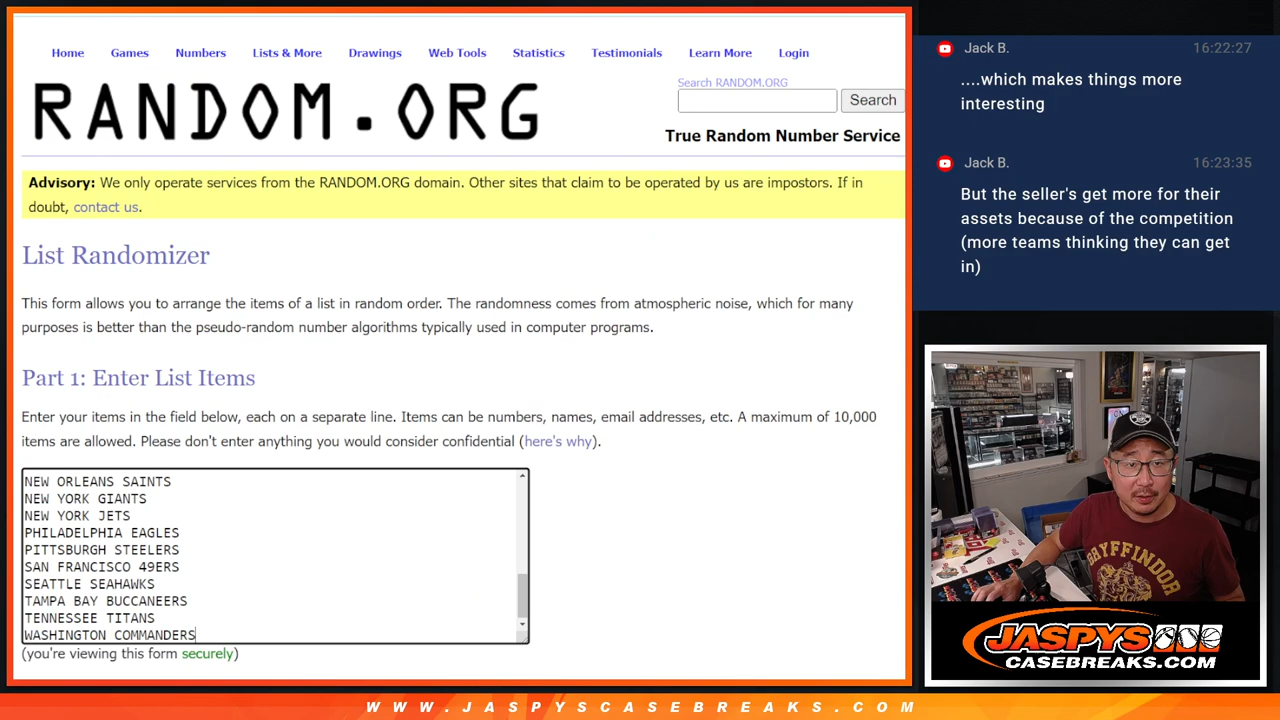 Home Games Numbers Lists & More Drawings Web Tools Statistics Testimonials Learn More Login
RANDOM.ORG
Search RANDOM.ORG
Search
True Random Number Service
Advisory: We only operate services from the RANDOM.ORG domain. Other sites that claim to be operated by us are impostors. If in
doubt, contact us.
List Randomizer
This form allows you to arrange the items of a list in random order. The randomness comes from atmospheric noise, which for many
purposes is better than the pseudo-random number algorithms typically used in computer programs.
Part 1: Enter List Items
Enter your items in the field below, each on a separate line. Items can be numbers, names, email addresses, etc. A maximum of 10,000
items are allowed. Please don't enter anything you would consider confidential (here's why).
NEW ORLEANS SAINTS
NEW YORK GIANTS
NEW YORK JETS
PHILADELPHIA EAGLES
PITTSBURGH STEELERS
SAN FRANCISCO 49ERS
SEATTLE SEAHAWKS
TAMPA BAY BUCCANEERS
TENNESSEE TITANS
WASHINGTON COMMANDERS
(you're viewing this form securely)
Jack B. 16:22:27
....which makes things more
interesting
Jack B. 16:23:35
But the seller's get more for their
assets because of the competition
(more teams thinking they can get
in)
GRYFFINDOR
JASPYS
CASEBREAKS.COM
WWW.JASPYSCASEBREAKS.COM